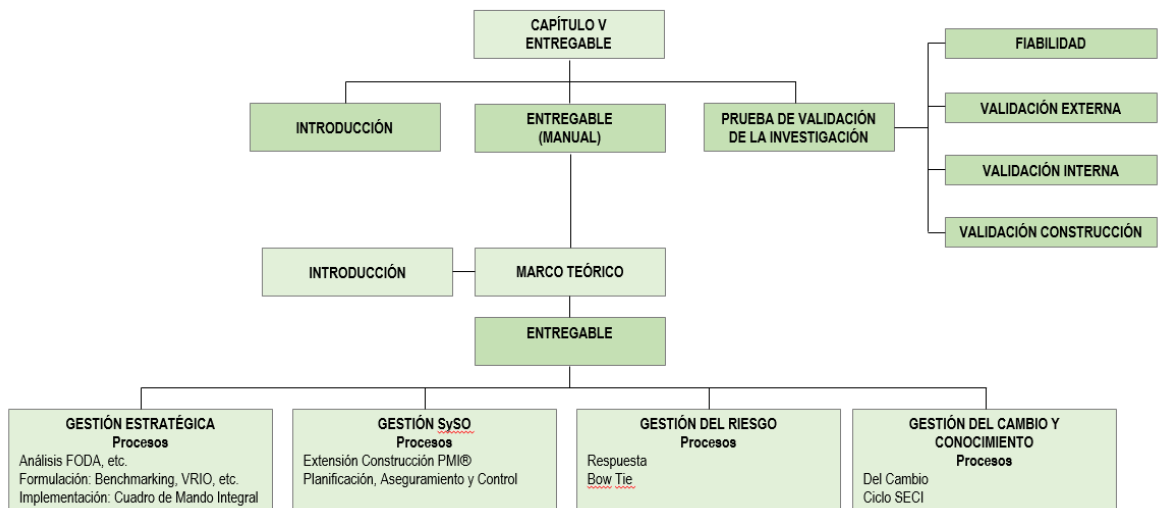 CAPÍTULO V
ENTREGABLE
FIABILIDAD
INTRODUCCIÓN
ENTREGABLE
(MANUAL)
PRUEBA DE VALIDACIÓN
DE LA INVESTIGACIÓN
VALIDACIÓN EXTERNA
VALIDACIÓN INTERNA
VALIDACIÓN CONSTRUCCIÓN
INTRODUCCIÓN
MARCO TEÓRICO
ENTREGABLE
GESTIÓN ESTRATÉGICA
Procesos
Análisis FODA, etc.
Formulación: Benchmarking, VRIO, etc.
Implementación: Cuadro de Mando Integral
GESTIÓN SySO
Procesos
Extensión Construcción PMI®
Planificación, Aseguramiento y Control
GESTIÓN DEL RIESGO
Procesos
Respuesta
Bow Tie
GESTIÓN DEL CAMBIO Y
CONOCIMIENTO
Procesos
Del Cambio
Ciclo SECI